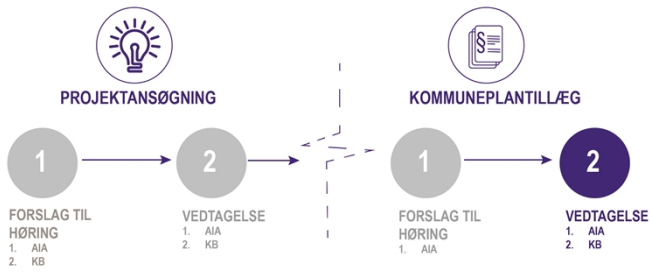 PROJEKTANSØGNING
1
2
FORSLAG TIL
HØRING
1. AIA
2. KB
VEDTAGELSE
1. AIA
2. KB
§
KOMMUNEPLANTILLÆG
1
2
FORSLAG TIL
HØRING
1. AIA
VEDTAGELSE
1. AIA
2. KB